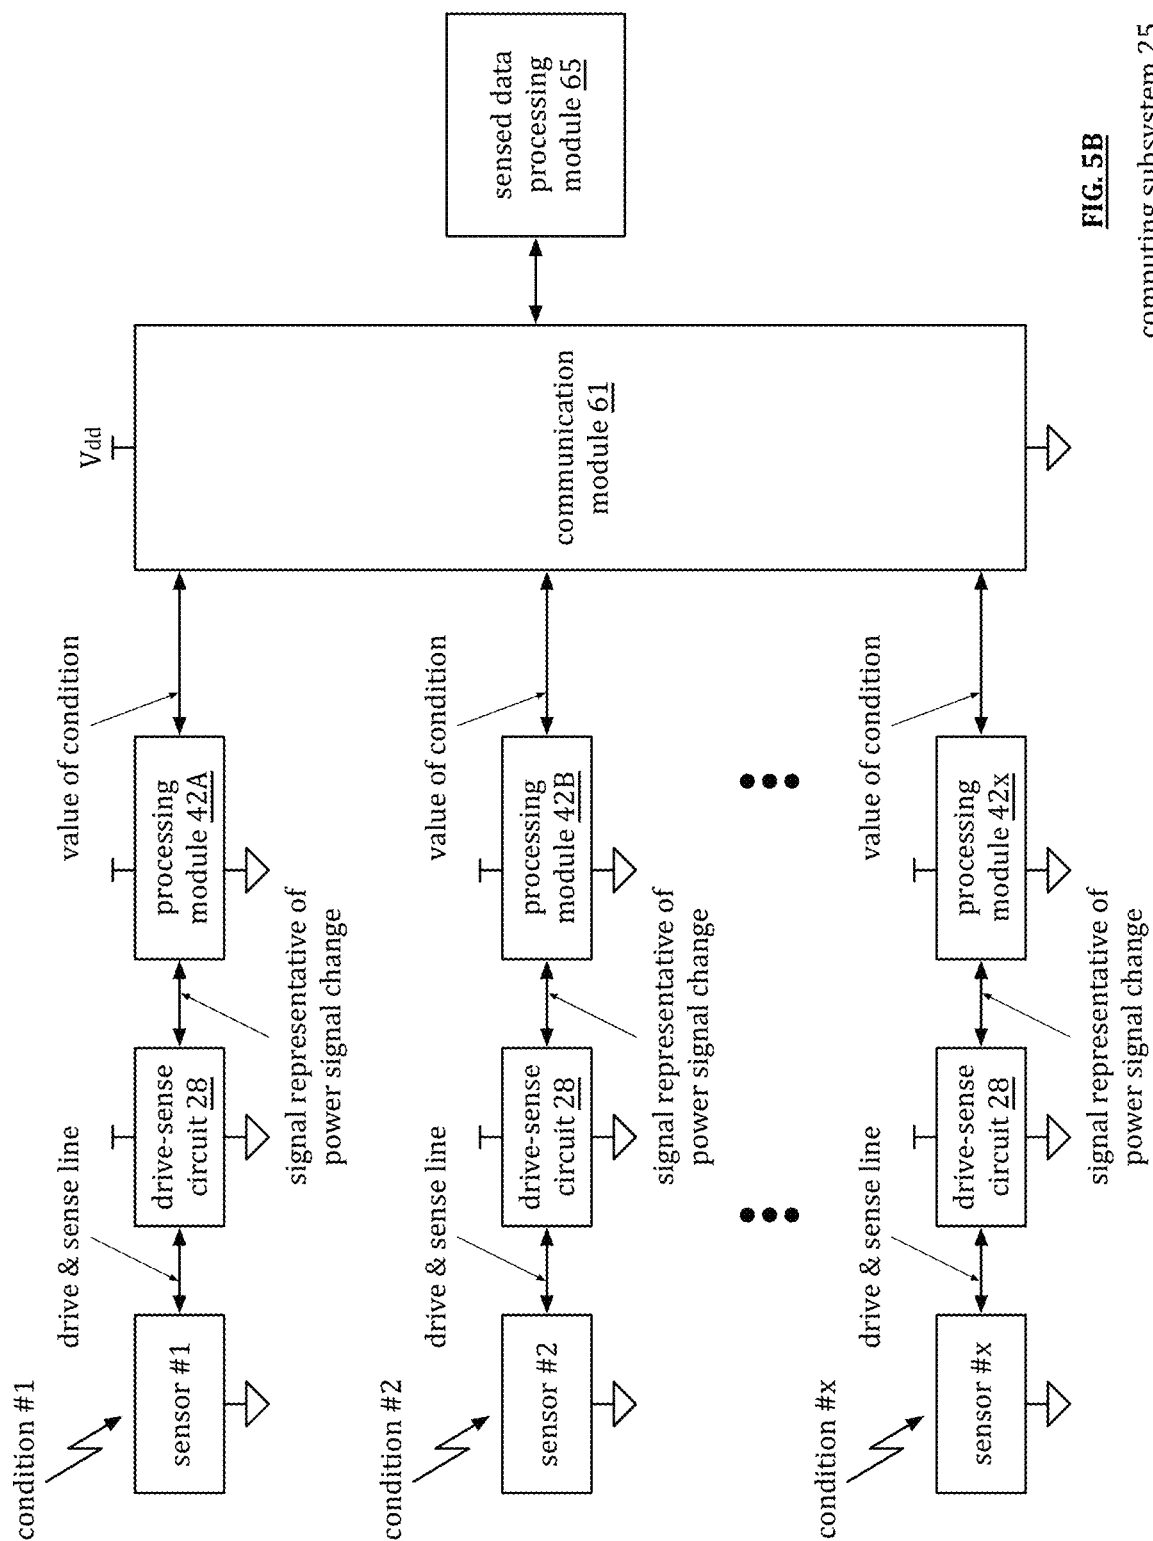 condition #1
sensor #1
drive & sense line
drive-sense
circuit 28
signal representative of
power signal change
processing
module 42A
value of condition
condition #2
sensor #2
drive & sense line
drive-sense
circuit 28
signal representative of
power signal change
processing
module 42B
value of condition
condition #x
sensor #x
drive & sense line
drive-sense
circuit 28
signal representative of
power signal change
processing
module 42x
value of condition
Vdd
communication
module 61
sensed data
processing
module 65
FIG. 5B
computing subsystem 25